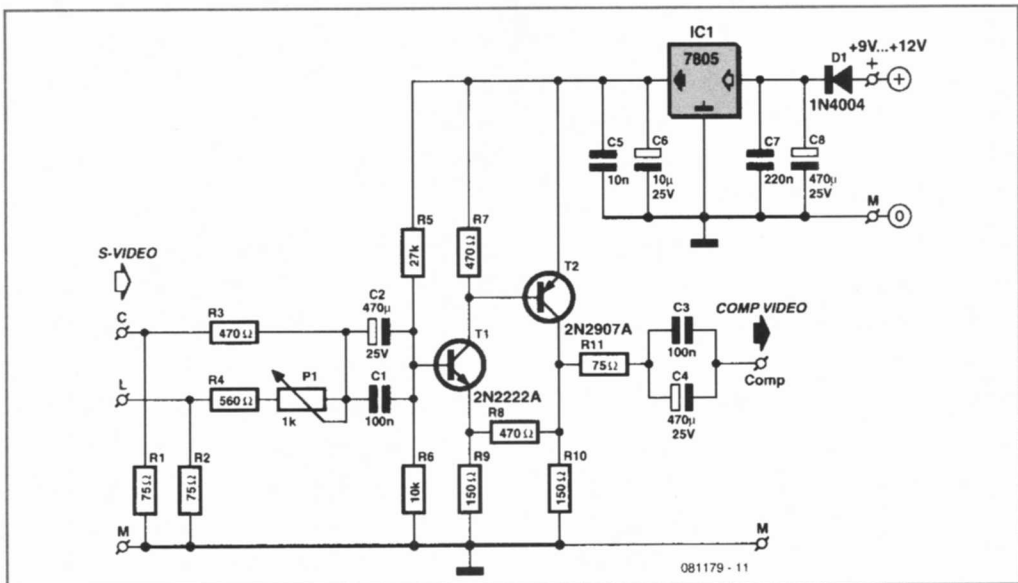 IC1
7805
+9V...+12V
D1
+
+
1N4004
C5
10n
C6
10µ
25V
C7
220n
C8
470µ
25V
M
0
R5
27k
R7
470Ω
T2
2N2907A
S-VIDEO
C
R3
470Ω
C2
470µ
25V
T1
2N2222A
C3
100n
COMP VIDEO
R11
75Ω
Comp
C4
470µ
25V
L
R4
560Ω
P1
1k
C1
100n
R8
470Ω
R1
75Ω
R2
75Ω
R6
10k
R9
150Ω
R10
150Ω
M
M
081179 - 11